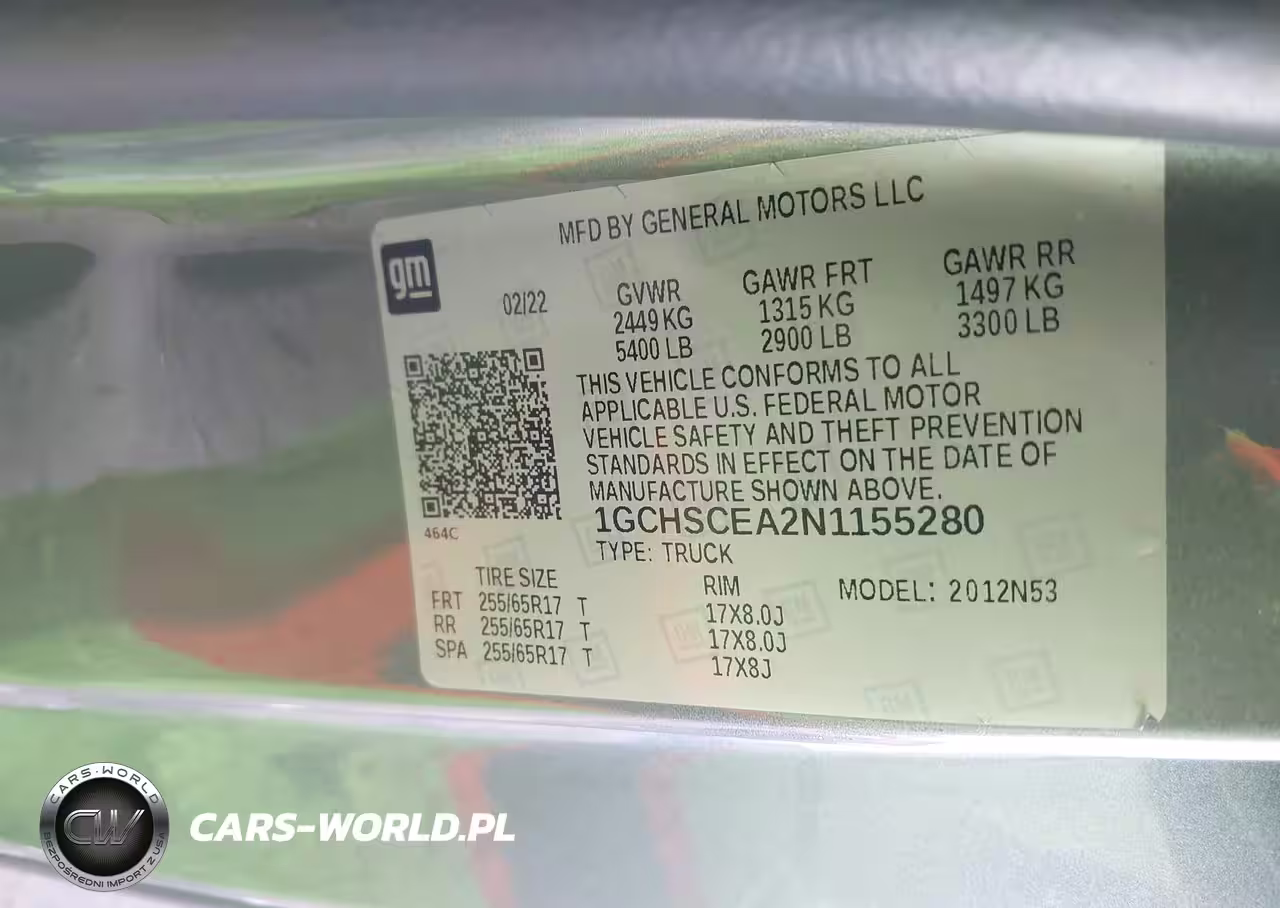 MFD BY GENERAL MOTORS LLC
gm
02/22
GVWR
2449 KG
5400 LB
GAWR FRT
1315 KG
2900 LB
GAWR RR
1497 KG
3300 LB
THIS VEHICLE CONFORMS TO ALL
APPLICABLE U.S. FEDERAL MOTOR
VEHICLE SAFETY AND THEFT PREVENTION
STANDARDS IN EFFECT ON THE DATE OF
MANUFACTURE SHOWN ABOVE.
1GCHSCEA2N1155280
TYPE: TRUCK
464C
TIRE SIZE
FRT 255/65R17 T
RR 255/65R17 T
SPA 255/65R17 T
RIM
17X8.0J
17X8.0J
17X8J
MODEL: 2012N53
CARS-WORLD
CW
BEZPOŚREDNI IMPORT Z USA
CARS-WORLD.PL